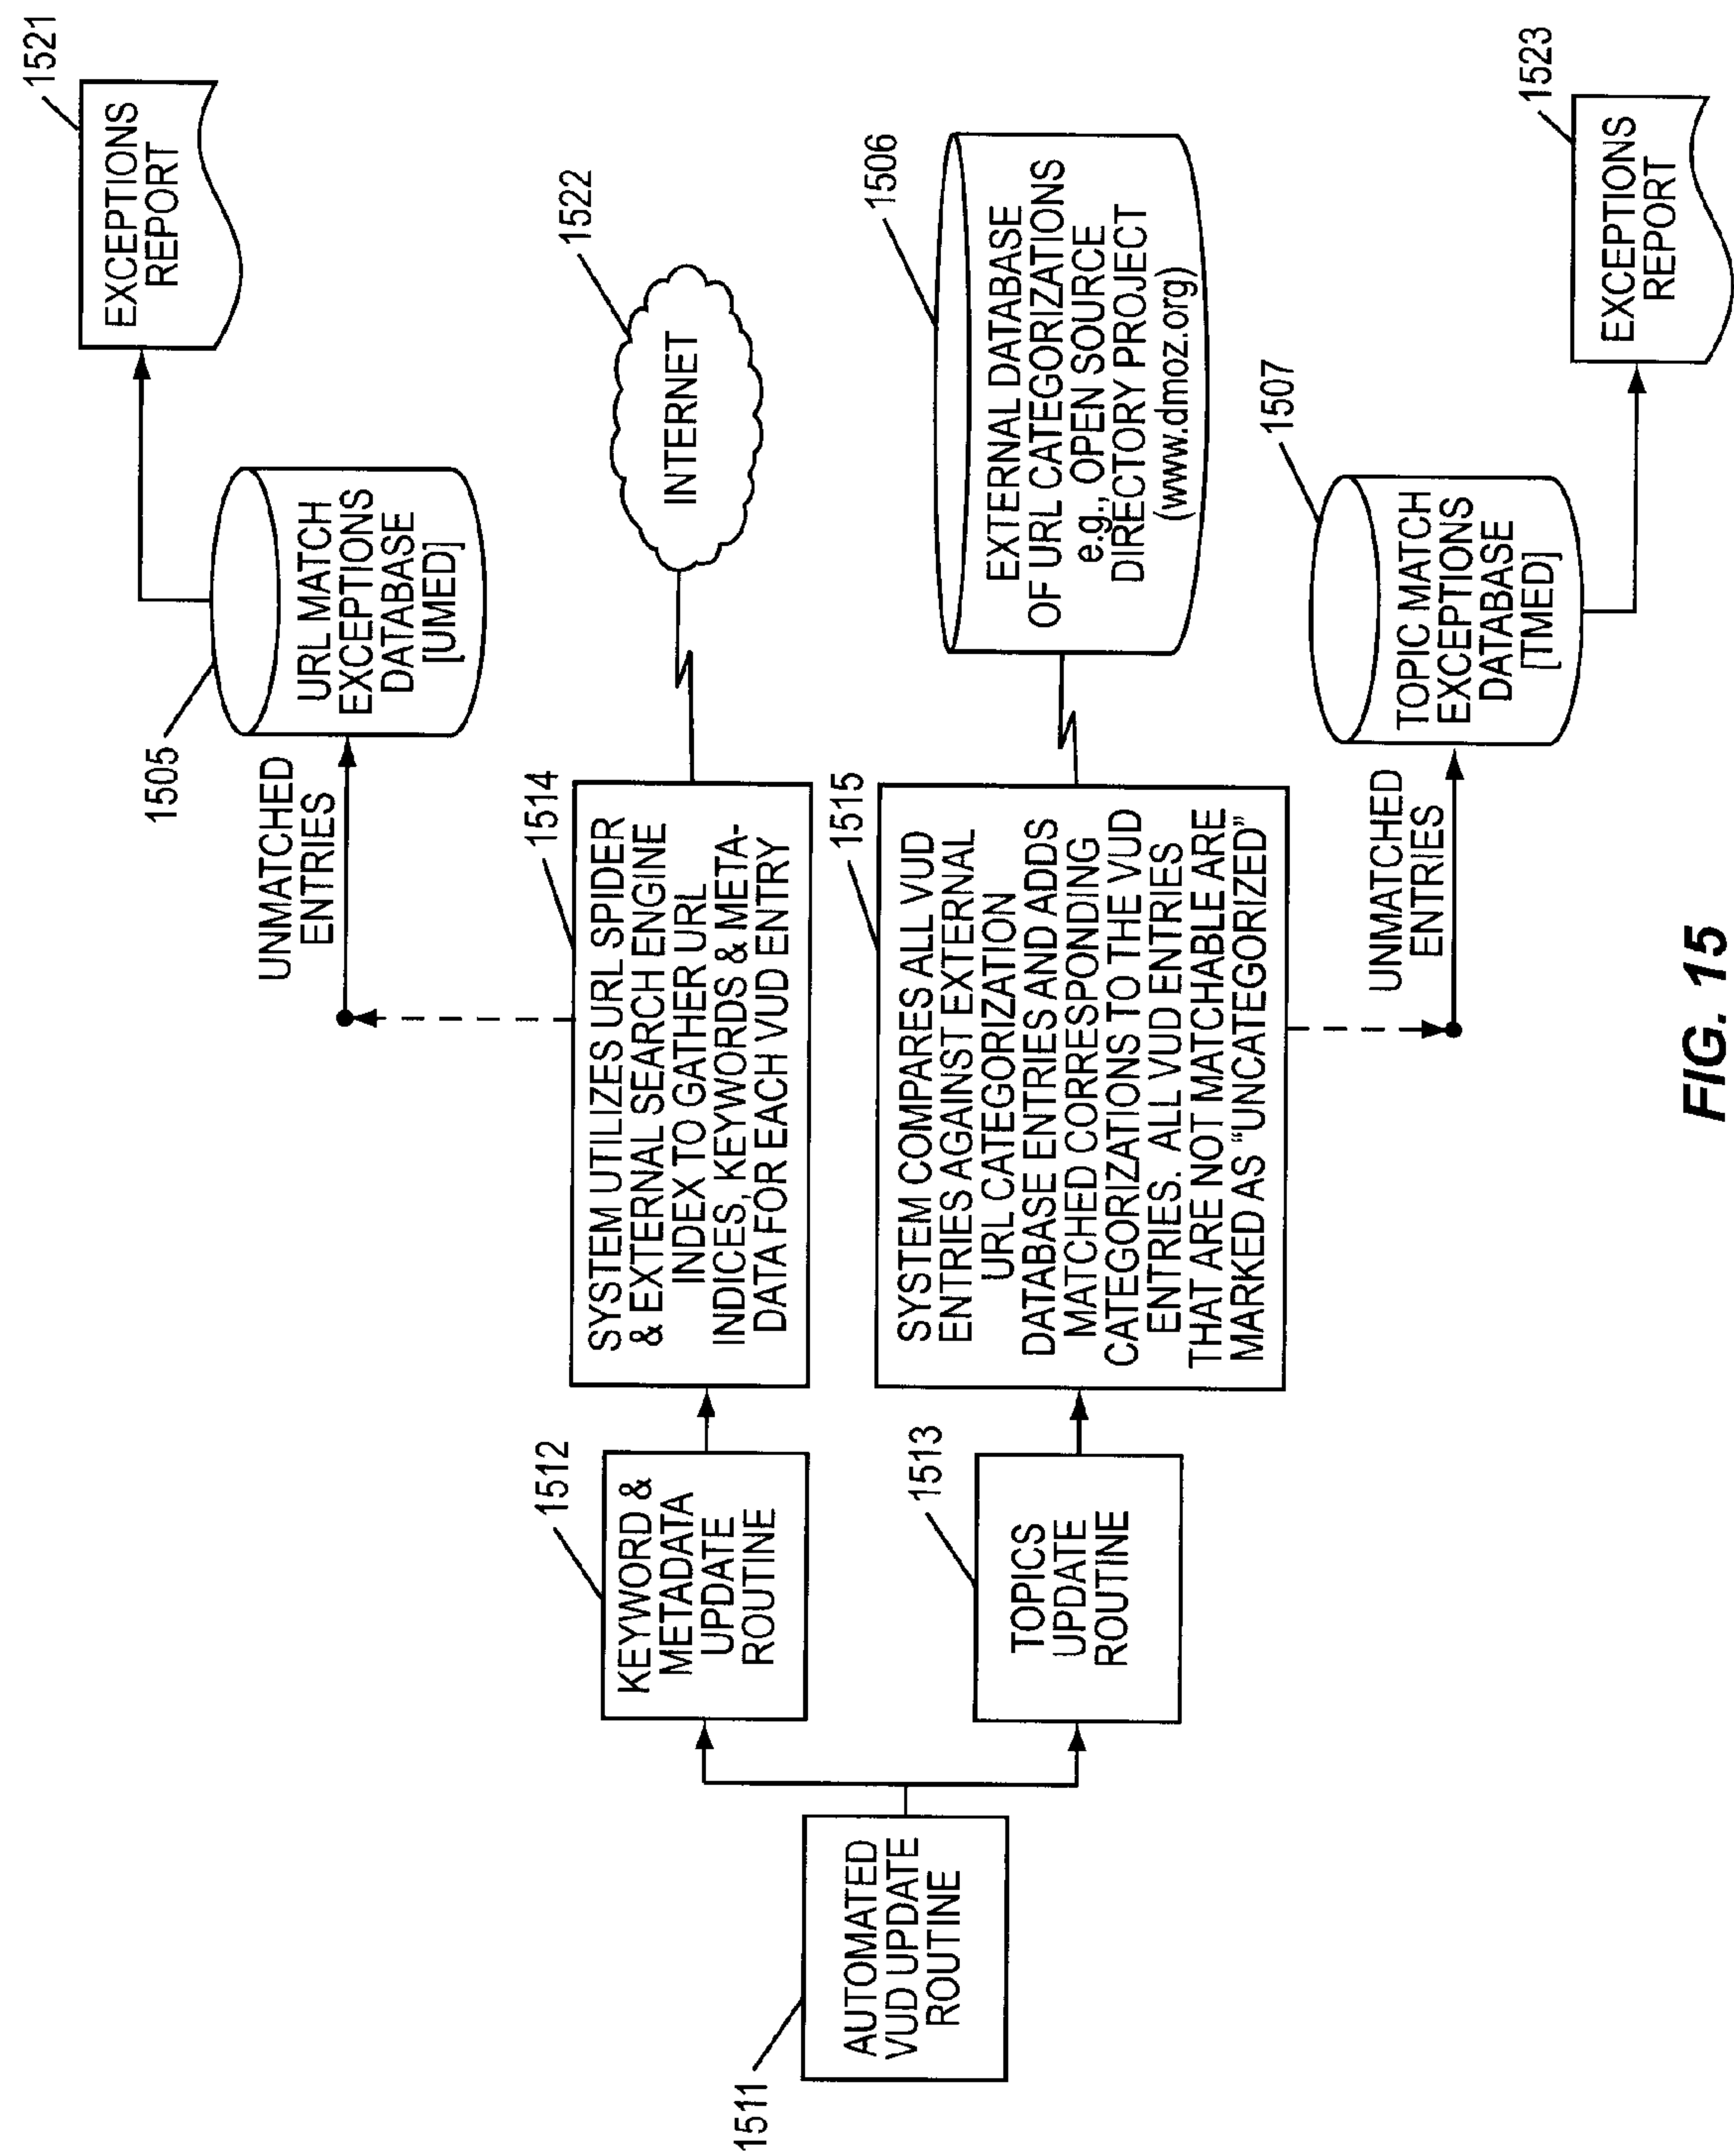 1521
EXCEPTIONS
REPORT
1505
URL MATCH
EXCEPTIONS
DATABASE
[UMED]
UNMATCHED
ENTRIES
1522
INTERNET
1514
SYSTEM UTILIZES URL SPIDER
& EXTERNAL SEARCH ENGINE
INDEX TO GATHER URL
INDICES, KEYWORDS & META-
DATA FOR EACH VUD ENTRY
1512
KEYWORD &
METADATA
UPDATE
ROUTINE
1511
AUTOMATED
VUD UPDATE
ROUTINE
1513
TOPICS
UPDATE
ROUTINE
1515
SYSTEM COMPARES ALL VUD
ENTRIES AGAINST EXTERNAL
URL CATEGORIZATION
DATABASE ENTRIES AND ADDS
MATCHED CORRESPONDING
CATEGORIZATIONS TO THE VUD
ENTRIES. ALL VUD ENTRIES
THAT ARE NOT MATCHABLE ARE
MARKED AS "UNCATEGORIZED"
1506
EXTERNAL DATABASE
OF URL CATEGORIZATIONS
e.g., OPEN SOURCE
DIRECTORY PROJECT
(www.dmoz.org)
1507
TOPIC MATCH
EXCEPTIONS
DATABASE
[TMED]
UNMATCHED
ENTRIES
1523
EXCEPTIONS
REPORT
FIG. 15